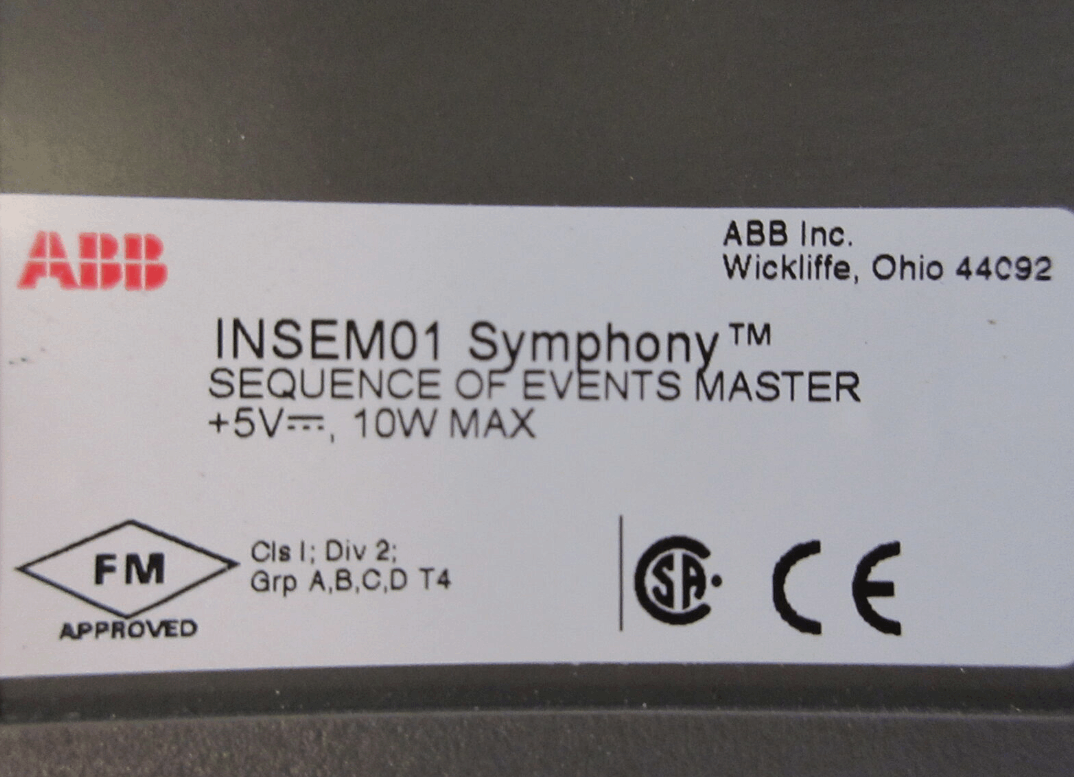 ABB
ABB Inc.
Wickliffe, Ohio 44092
INSEM01 Symphony™
SEQUENCE OF EVENTS MASTER
+5V⎓, 10W MAX
FM
APPROVED
Cls I; Div 2;
Grp A,B,C,D T4
CSA
CE